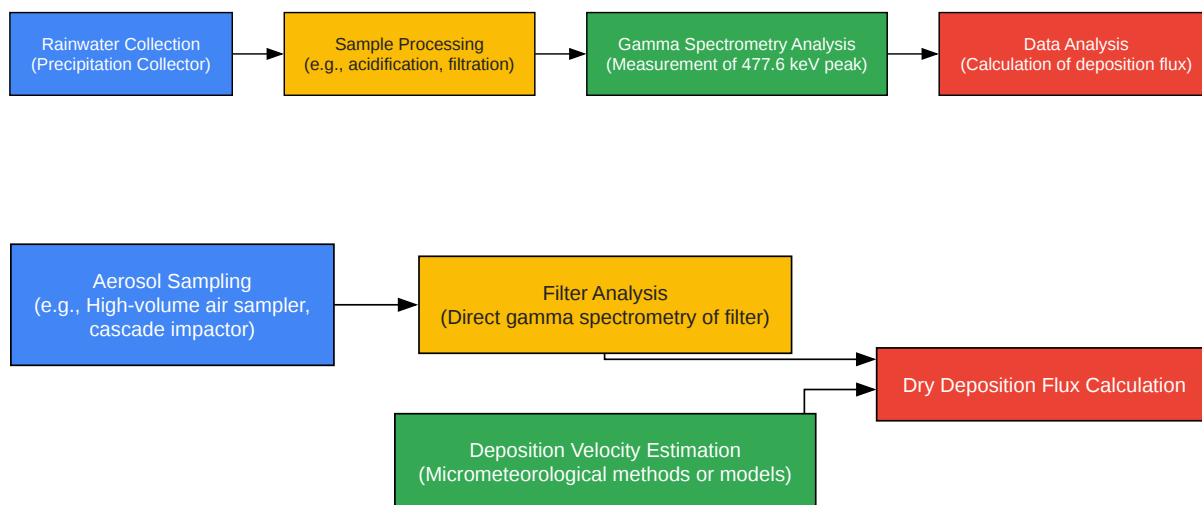 Rainwater Collection
(Precipitation Collector)
Sample Processing
(e.g., acidification, filtration)
Gamma Spectrometry Analysis
(Measurement of 477.6 keV peak)
Data Analysis
(Calculation of deposition flux)
Aerosol Sampling
(e.g., High-volume air sampler,
cascade impactor)
Filter Analysis
(Direct gamma spectrometry of filter)
Dry Deposition Flux Calculation
Deposition Velocity Estimation
(Micrometeorological methods or models)